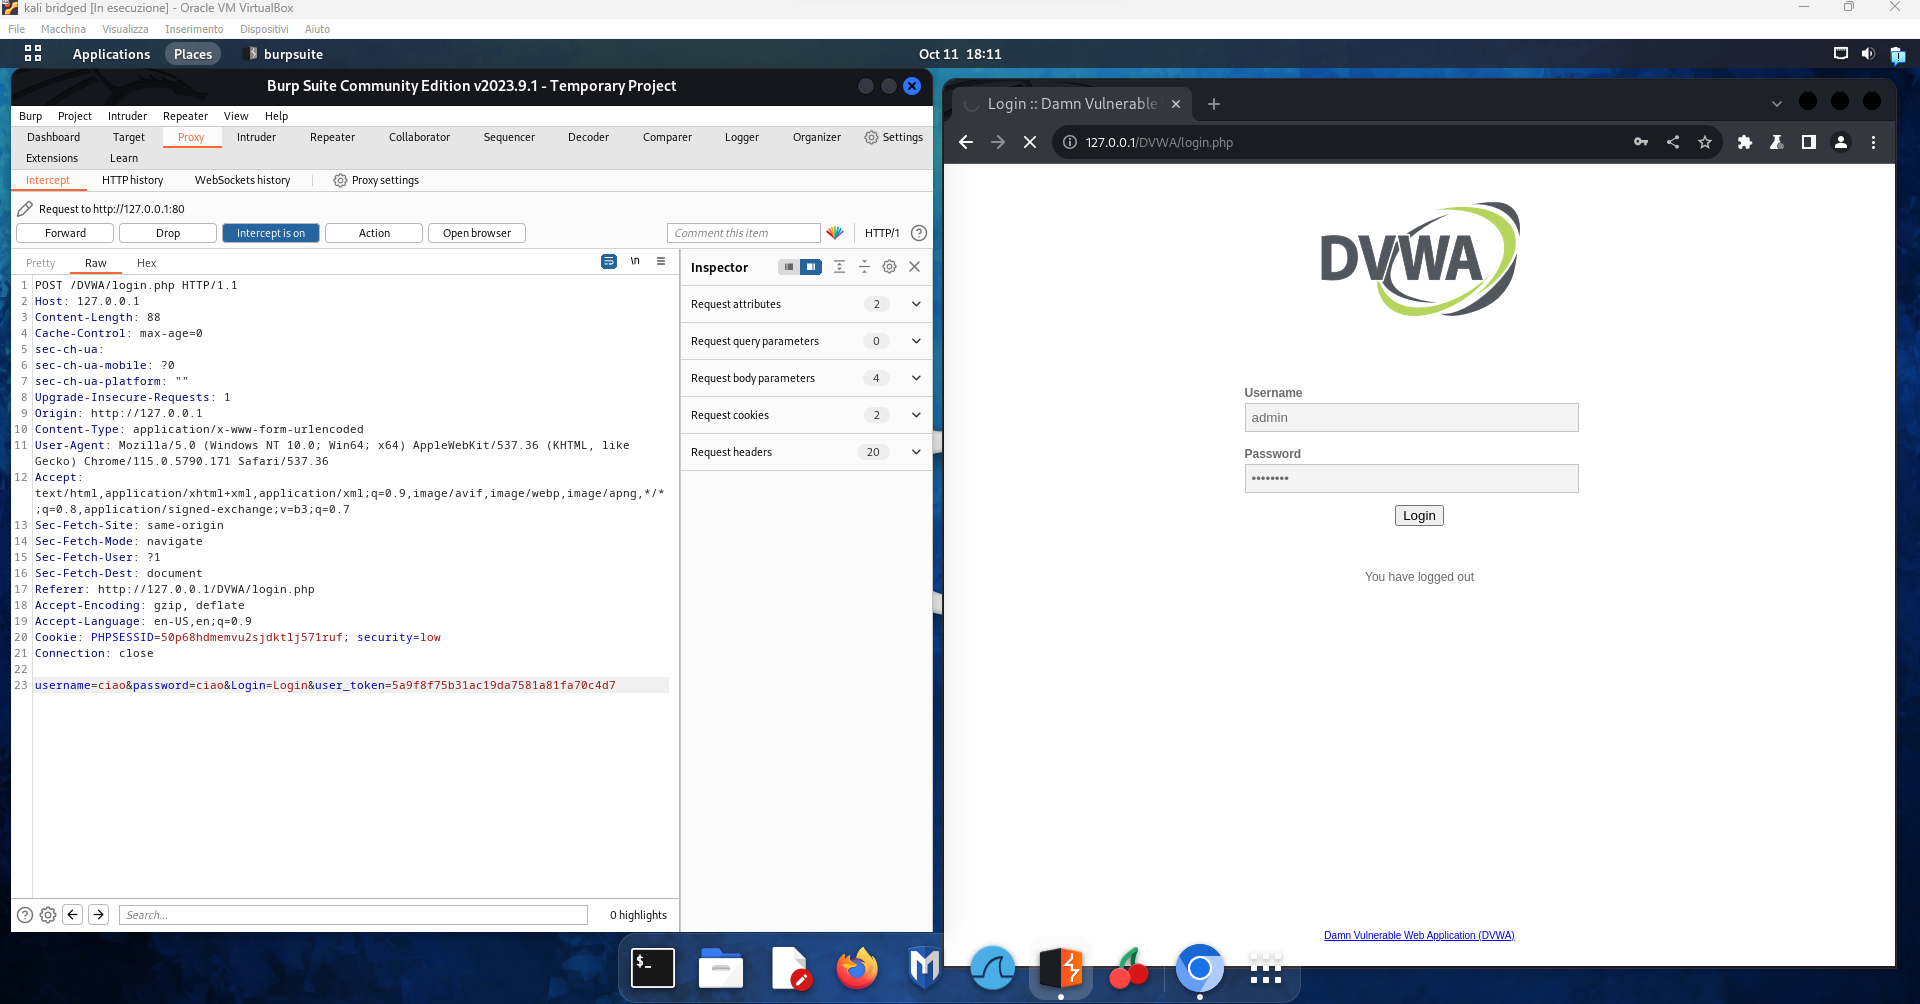 kali bridged [In esecuzione] - Oracle VM VirtualBox
File Macchina Visualizza Inserimento Dispositivi Aiuto
Applications Places burpsuite Oct 11 18:11
Burp Suite Community Edition v2023.9.1 - Temporary Project
Burp Project Intruder Repeater View Help
Dashboard Target Proxy Intruder Repeater Collaborator Sequencer Decoder Comparer Logger Organizer Settings
Extensions Learn
Intercept HTTP history WebSockets history Proxy settings
Request to http://127.0.0.1:80
Forward Drop Intercept is on Action Open browser Comment this item HTTP/1 ?
Pretty Raw Hex \n
1 POST /DVWA/login.php HTTP/1.1
2 Host: 127.0.0.1
3 Content-Length: 88
4 Cache-Control: max-age=0
5 sec-ch-ua:
6 sec-ch-ua-mobile: ?0
7 sec-ch-ua-platform: ""
8 Upgrade-Insecure-Requests: 1
9 Origin: http://127.0.0.1
10 Content-Type: application/x-www-form-urlencoded
11 User-Agent: Mozilla/5.0 (Windows NT 10.0; Win64; x64) AppleWebKit/537.36 (KHTML, like
Gecko) Chrome/115.0.5790.171 Safari/537.36
12 Accept:
text/html,application/xhtml+xml,application/xml;q=0.9,image/avif,image/webp,image/apng,*/*
;q=0.8,application/signed-exchange;v=b3;q=0.7
13 Sec-Fetch-Site: same-origin
14 Sec-Fetch-Mode: navigate
15 Sec-Fetch-User: ?1
16 Sec-Fetch-Dest: document
17 Referer: http://127.0.0.1/DVWA/login.php
18 Accept-Encoding: gzip, deflate
19 Accept-Language: en-US,en;q=0.9
20 Cookie: PHPSESSID=50p68hdmemvu2sjdktlj571ruf; security=low
21 Connection: close
22
23 username=ciao&password=ciao&Login=Login&user_token=5a9f8f75b31ac19da7581a81fa70c4d7
? Search... 0 highlights
Inspector
Request attributes 2
Request query parameters 0
Request body parameters 4
Request cookies 2
Request headers 20
Login :: Damn Vulnerable
127.0.0.1/DVWA/login.php
DVWA
Username
admin
Password
••••••••
Login
You have logged out
Damn Vulnerable Web Application (DVWA)
$_
M